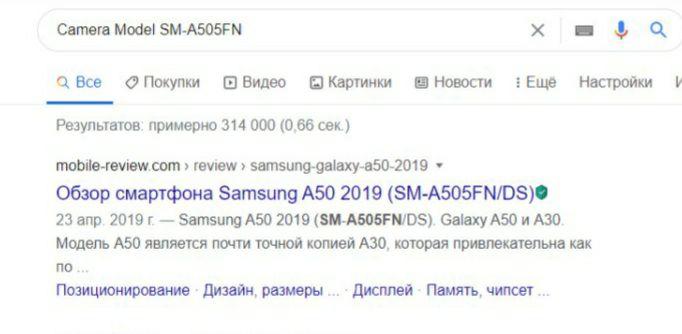 Camera Model SM-A505FN
Все Покупки Видео Картинки Новости Ещё Настройки
Результатов: примерно 314 000 (0,66 сек.)
mobile-review.com › review › samsung-galaxy-a50-2019
Обзор смартфона Samsung A50 2019 (SM-A505FN/DS)
23 апр. 2019 г. — Samsung A50 2019 (SM-A505FN/DS). Galaxy A50 и A30.
Модель A50 является почти точной копией A30, которая привлекательна как
по ...
Позиционирование · Дизайн, размеры ... · Дисплей · Память, чипсет ...